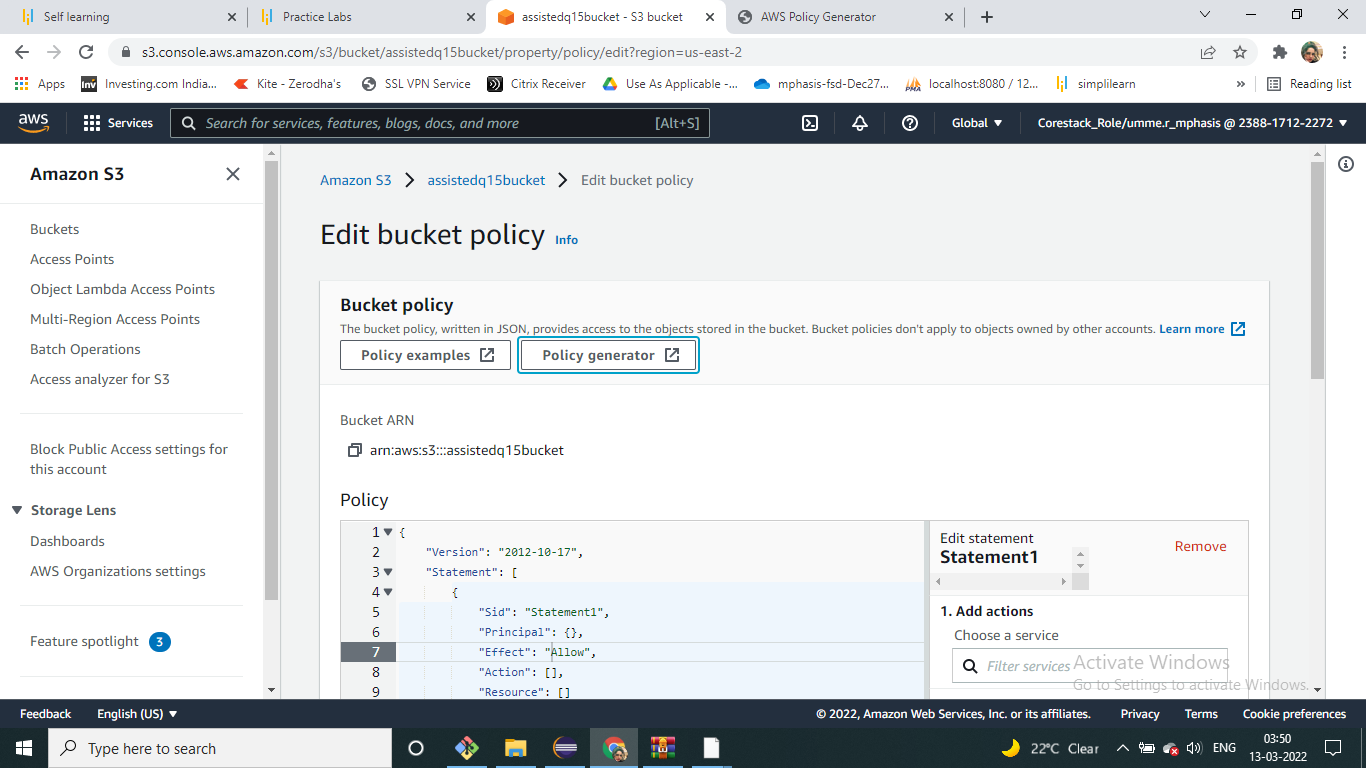 Self learning
Practice Labs
assistedq15bucket - S3 bucket
AWS Policy Generator
s3.console.aws.amazon.com/s3/bucket/assistedq15bucket/property/policy/edit?region=us-east-2
Apps
inv
Investing.com India...
Kite - Zerodha's
SSL VPN Service
Citrix Receiver
Use As Applicable -...
mphasis-fsd-Dec27...
localhost:8080 / 12...
simplilearn
»
Reading list
aws
Services
Search for services, features, blogs, docs, and more
[Alt+S]
Global
Corestack_Role/umme.r_mphasis @ 2388-1712-2272
Amazon S3
Buckets
Access Points
Object Lambda Access Points
Multi-Region Access Points
Batch Operations
Access analyzer for S3
Block Public Access settings for
this account
Storage Lens
Dashboards
AWS Organizations settings
Feature spotlight 3
Amazon S3
assistedq15bucket
Edit bucket policy
Edit bucket policy Info
Bucket policy
The bucket policy, written in JSON, provides access to the objects stored in the bucket. Bucket policies don't apply to objects owned by other accounts. Learn more
Policy examples
Policy generator
Bucket ARN
arn:aws:s3:::assistedq15bucket
Policy
1 {
2 "Version": "2012-10-17",
3 "Statement": [
4 {
5 "Sid": "Statement1",
6 "Principal": {},
7 "Effect": "Allow",
8 "Action": [],
9 "Resource": []
Edit statement
Statement1
Remove
1. Add actions
Choose a service
Filter services
Activate Windows
Go to Settings to activate Windows.
Feedback
English (US)
© 2022, Amazon Web Services, Inc. or its affiliates.
Privacy
Terms
Cookie preferences
Type here to search
22°C Clear
ENG
03:50
13-03-2022